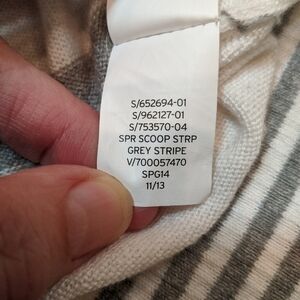 S/652694-01
S/962127-01
S/753570-04
SPR SCOOP STRP
GREY STRIPE
V/700057470
SPG14
11/13